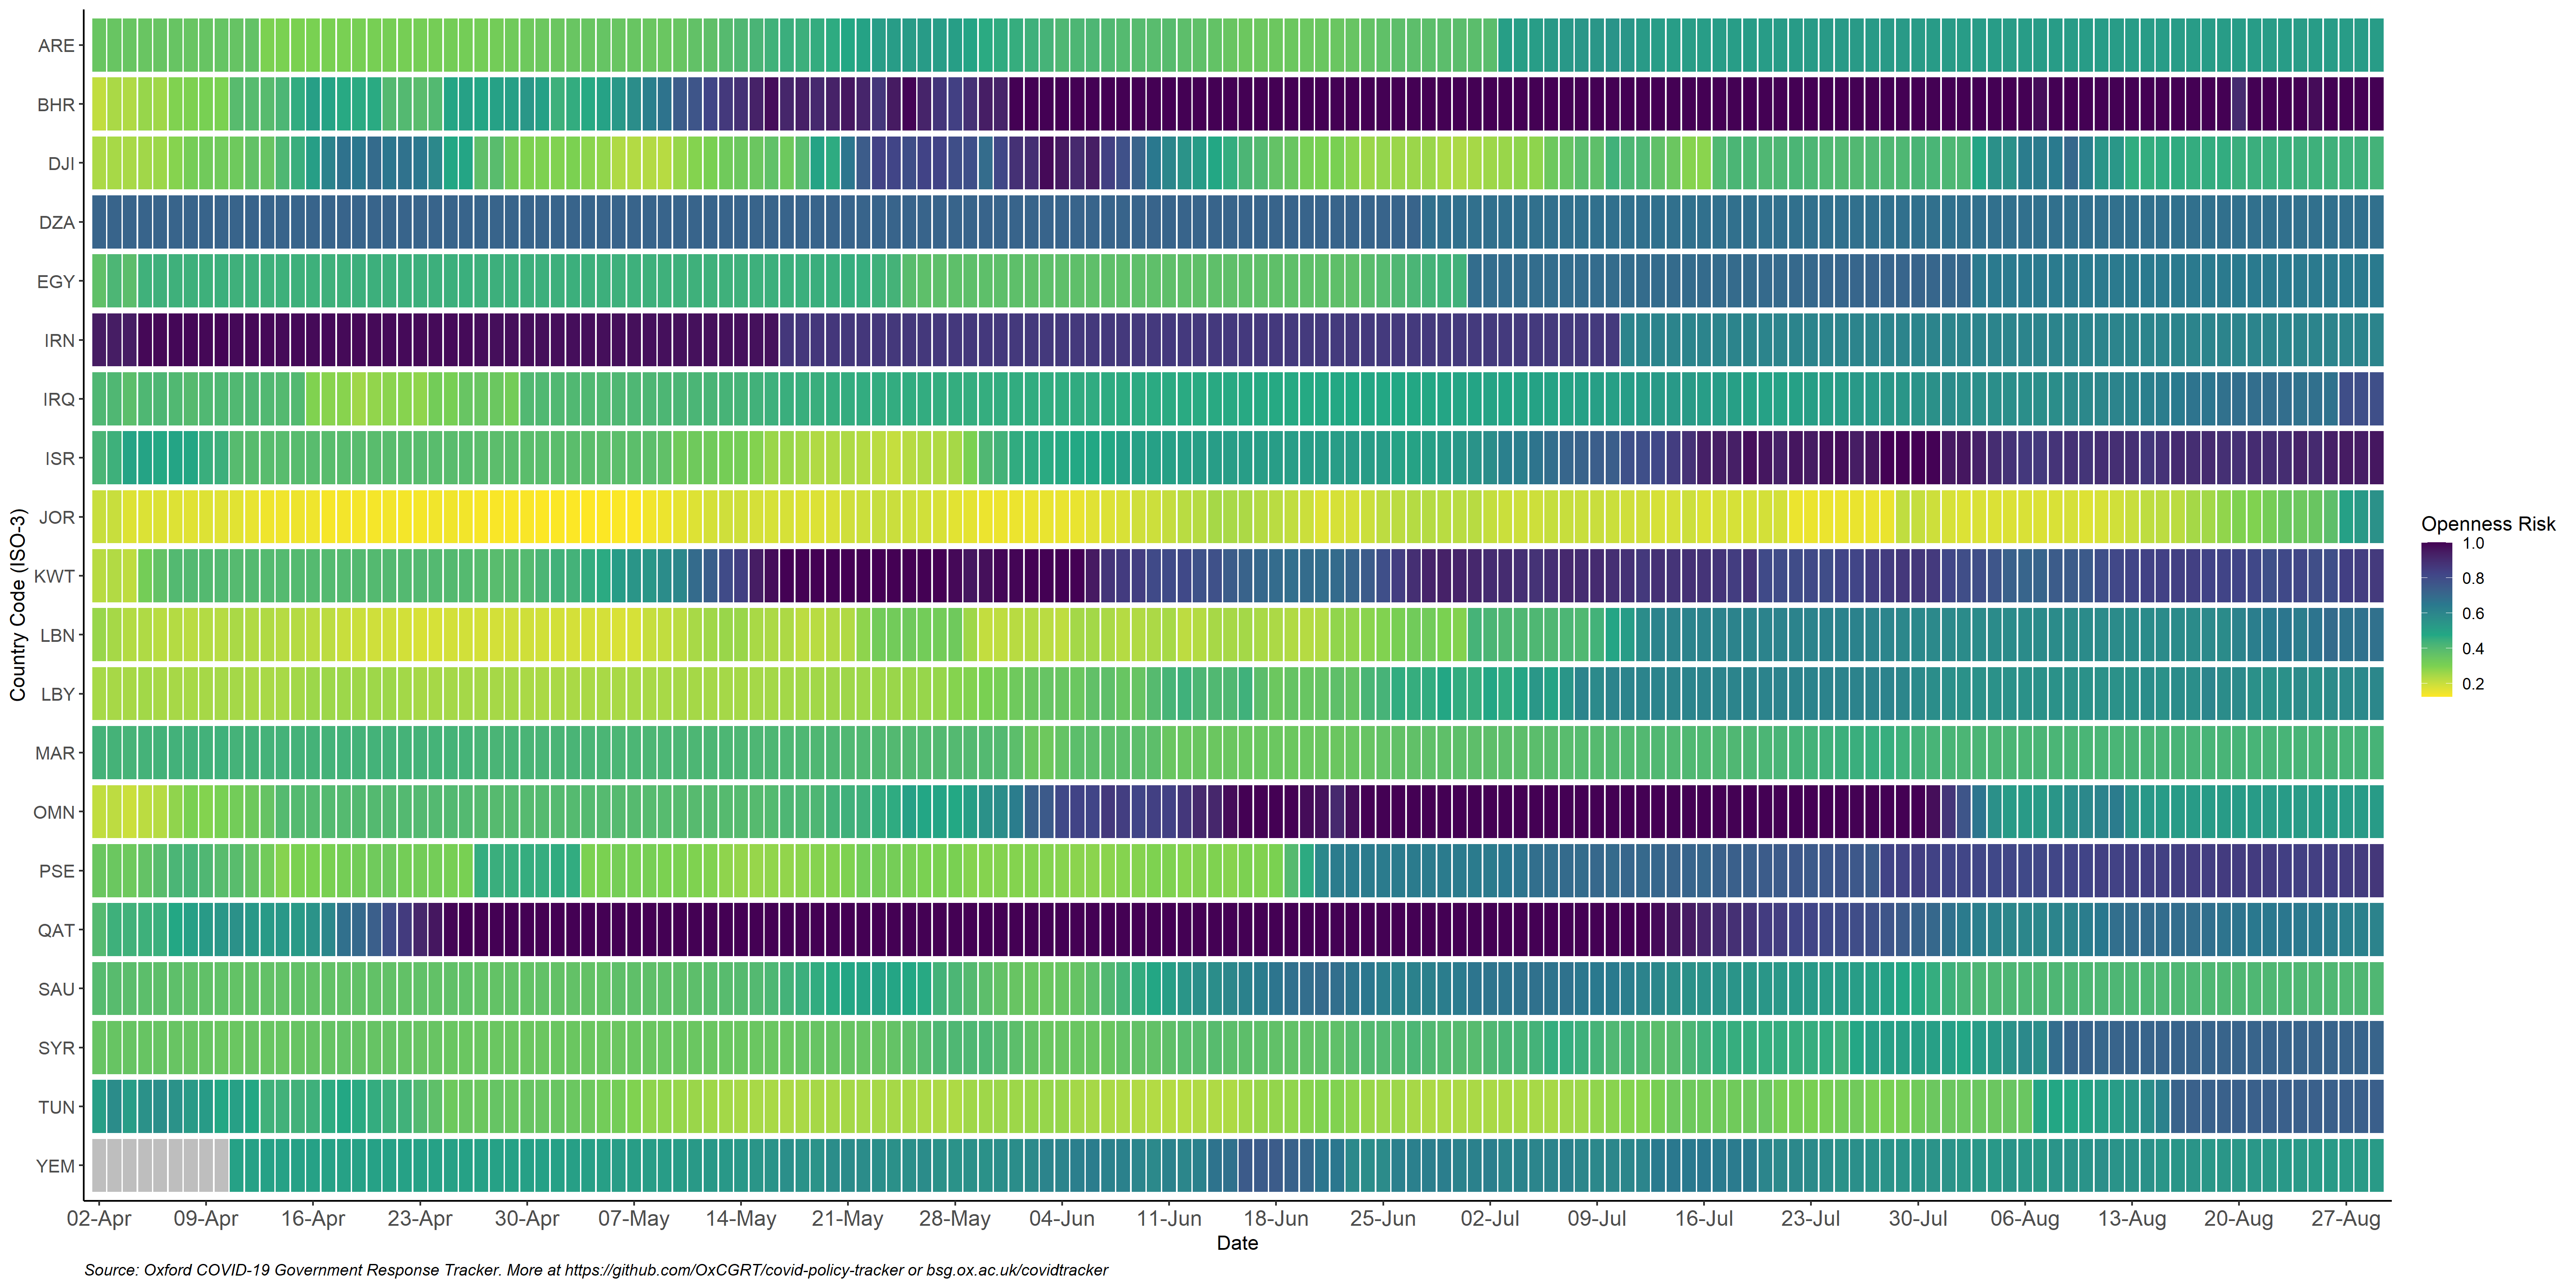 ARE
BHR
DJI
DZA
EGY
IRN
IRQ
ISR
JOR
KWT
LBN
LBY
MAR
OMN
PSE
QAT
SAU
SYR
TUN
YEM
Country Code (ISO-3)
02-Apr 09-Apr 16-Apr 23-Apr 30-Apr 07-May 14-May 21-May 28-May 04-Jun 11-Jun 18-Jun 25-Jun 02-Jul 09-Jul 16-Jul 23-Jul 30-Jul 06-Aug 13-Aug 20-Aug 27-Aug
Date
Openness Risk
1.0
0.8
0.6
0.4
0.2
Source: Oxford COVID-19 Government Response Tracker. More at https://github.com/OxCGRT/covid-policy-tracker or bsg.ox.ac.uk/covidtracker